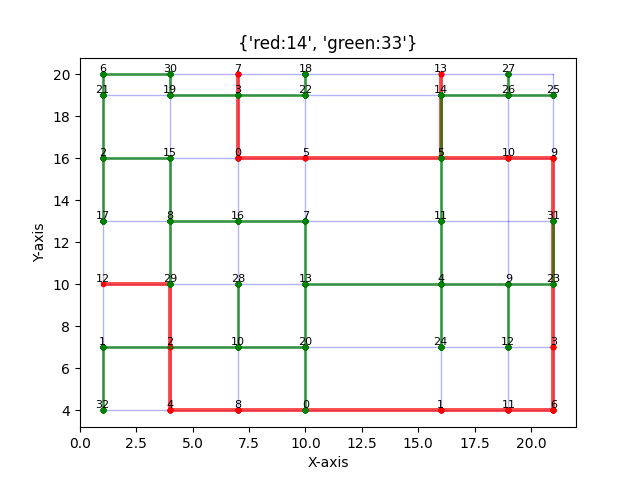 {'red:14', 'green:33'}
6 30 7 18 13 27
20
21 19 3 22 14 26 25
18
2 15 0 5 5 10 9
16
14
17 8 16 7 11 31
12
12 29 28 13 4 9 23
10
8
1 2 10 20 24 12 3
6
32 4 8 0 1 11 6
4
0.0 2.5 5.0 7.5 10.0 12.5 15.0 17.5 20.0
X-axis
Y-axis